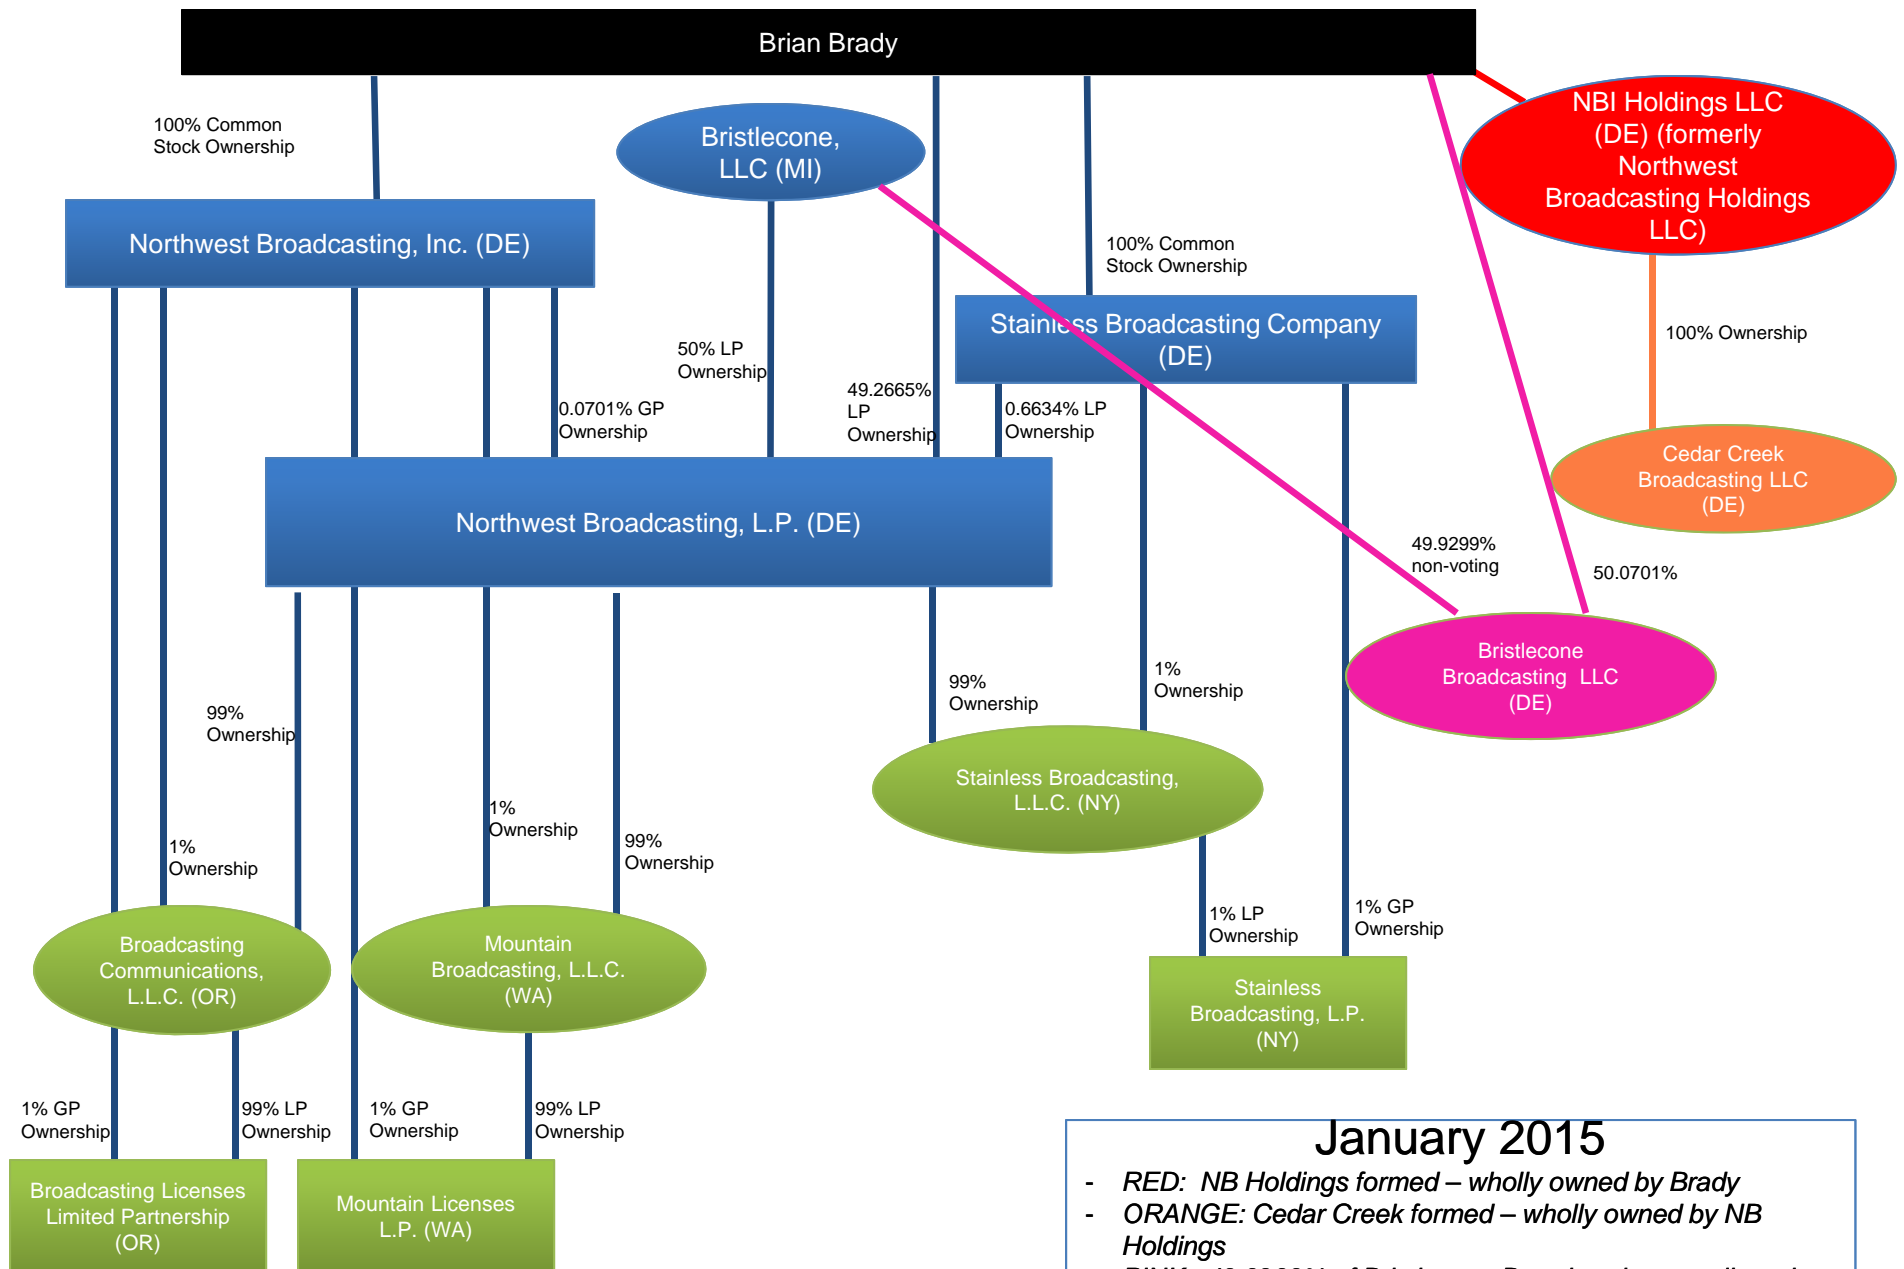 Brian Brady
NBI Holdings LLC
(DE) (formerly
Northwest
Broadcasting Holdings
LLC)
100% Common
Stock Ownership
Bristlecone,
LLC (MI)
Northwest Broadcasting, Inc. (DE)
100% Common
Stock Ownership
Stainless Broadcasting Company
(DE)
100% Ownership
50% LP
Ownership
49.2665%
LP
Ownership
0.0701% GP
Ownership
0.6634% LP
Ownership
Cedar Creek
Broadcasting LLC
(DE)
Northwest Broadcasting, L.P. (DE)
49.9299%
non-voting
50.0701%
Bristlecone
Broadcasting LLC
(DE)
99%
Ownership
99%
Ownership
1%
Ownership
Stainless Broadcasting,
L.L.C. (NY)
1%
Ownership
1%
Ownership
99%
Ownership
1% LP
Ownership
1% GP
Ownership
Broadcasting
Communications,
L.L.C. (OR)
Mountain
Broadcasting, L.L.C.
(WA)
Stainless
Broadcasting, L.P.
(NY)
1% GP
Ownership
99% LP
Ownership
1% GP
Ownership
99% LP
Ownership
Broadcasting Licenses
Limited Partnership
(OR)
Mountain Licenses
L.P. (WA)
January 2015
- RED: NB Holdings formed – wholly owned by Brady
- ORANGE: Cedar Creek formed – wholly owned by NB
Holdings